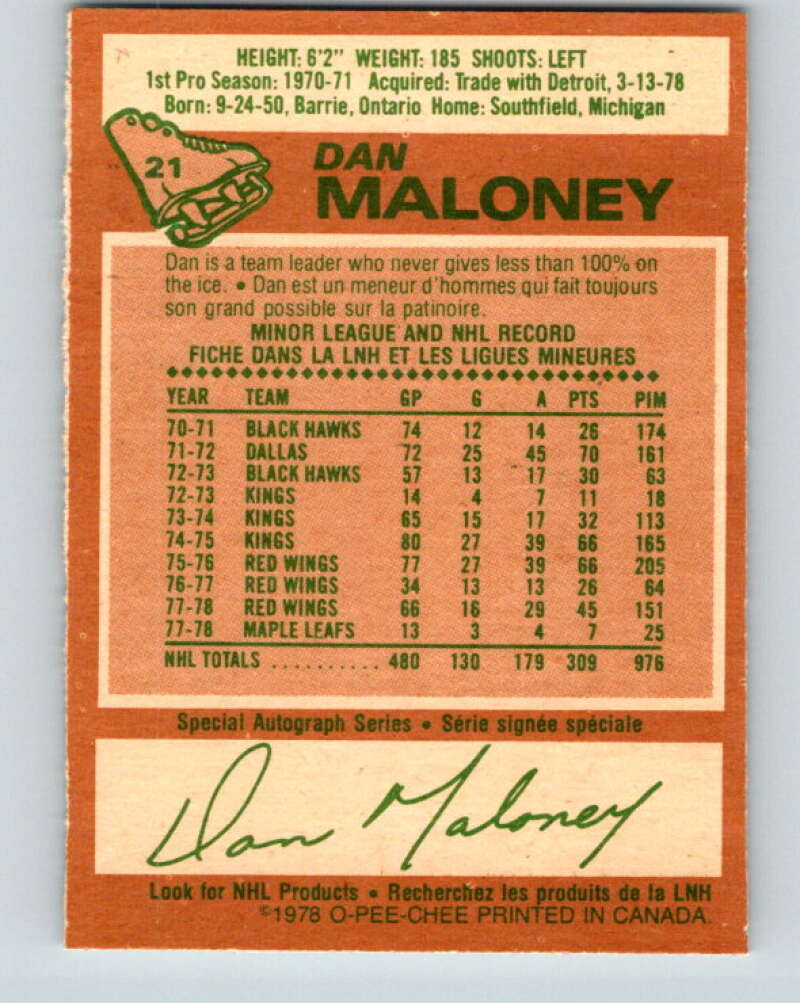 HEIGHT: 6'2" WEIGHT: 185 SHOOTS: LEFT
1st Pro Season: 1970-71 Acquired: Trade with Detroit, 3-13-78
Born: 9-24-50, Barrie, Ontario Home: Southfield, Michigan
21
DAN
MALONEY
Dan is a team leader who never gives less than 100% on
the ice. • Dan est un meneur d'hommes qui fait toujours
son grand possible sur la patinoire.
MINOR LEAGUE AND NHL RECORD
FICHE DANS LA LNH ET LES LIGUES MINEURES
YEAR TEAM GP G A PTS PIM
70-71 BLACK HAWKS 74 12 14 26 174
71-72 DALLAS 72 25 45 70 161
72-73 BLACK HAWKS 57 13 17 30 63
72-73 KINGS 14 4 7 11 18
73-74 KINGS 65 15 17 32 113
74-75 KINGS 80 27 39 66 165
75-76 RED WINGS 77 27 39 66 205
76-77 RED WINGS 34 13 13 26 64
77-78 RED WINGS 66 16 29 45 151
77-78 MAPLE LEAFS 13 3 4 7 25
NHL TOTALS .......... 480 130 179 309 976
Special Autograph Series • Série signée spéciale
Dan Maloney
Look for NHL Products • Recherchez les produits de la LNH
©1978 O-PEE-CHEE PRINTED IN CANADA.